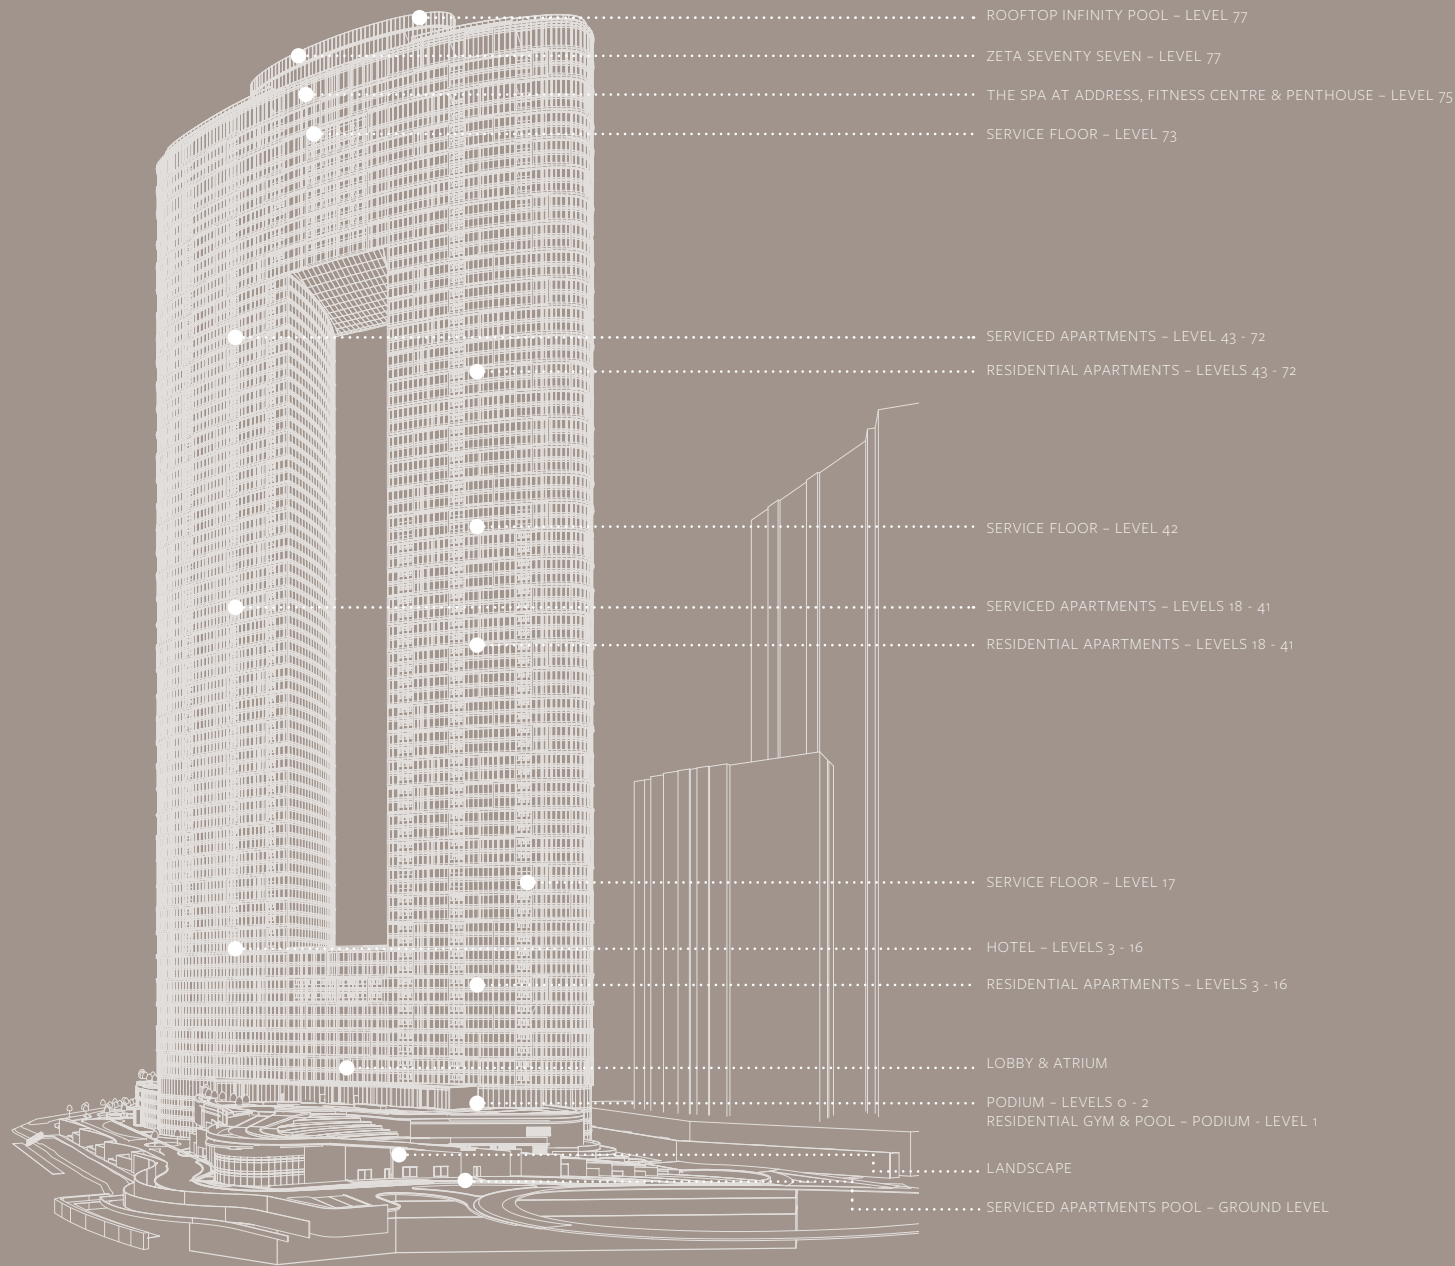 ROOFTOP INFINITY POOL – LEVEL 77
ZETA SEVENTY SEVEN – LEVEL 77
THE SPA AT ADDRESS, FITNESS CENTRE & PENTHOUSE – LEVEL 75
SERVICE FLOOR – LEVEL 73
SERVICED APARTMENTS – LEVEL 43 - 72
RESIDENTIAL APARTMENTS – LEVELS 43 - 72
SERVICE FLOOR – LEVEL 42
SERVICED APARTMENTS – LEVELS 18 - 41
RESIDENTIAL APARTMENTS – LEVELS 18 - 41
SERVICE FLOOR – LEVEL 17
HOTEL – LEVELS 3 - 16
RESIDENTIAL APARTMENTS – LEVELS 3 - 16
LOBBY & ATRIUM
PODIUM – LEVELS 0 - 2
RESIDENTIAL GYM & POOL – PODIUM - LEVEL 1
LANDSCAPE
SERVICED APARTMENTS POOL – GROUND LEVEL